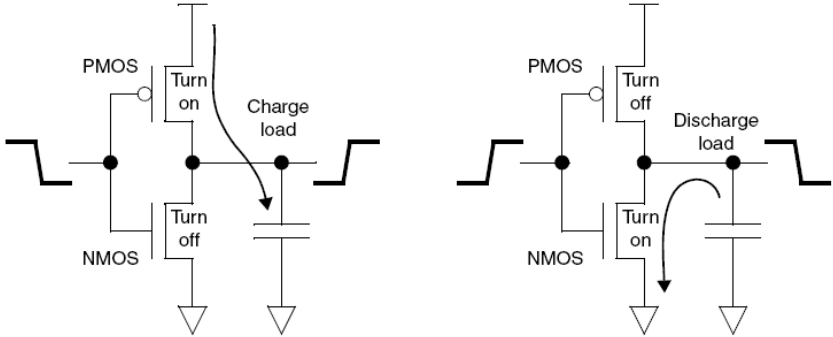 PMOS
Turn
on
Charge
load
Turn
off
NMOS
PMOS
Turn
off
Discharge
load
Turn
on
NMOS